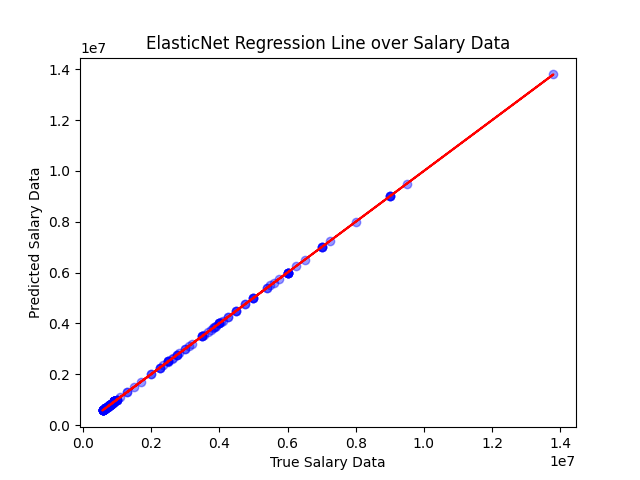 ElasticNet Regression Line over Salary Data
1e7
1.4
1.2
1.0
0.8
0.6
0.4
0.2
0.0
Predicted Salary Data
0.0 0.2 0.4 0.6 0.8 1.0 1.2 1.4
True Salary Data
1e7